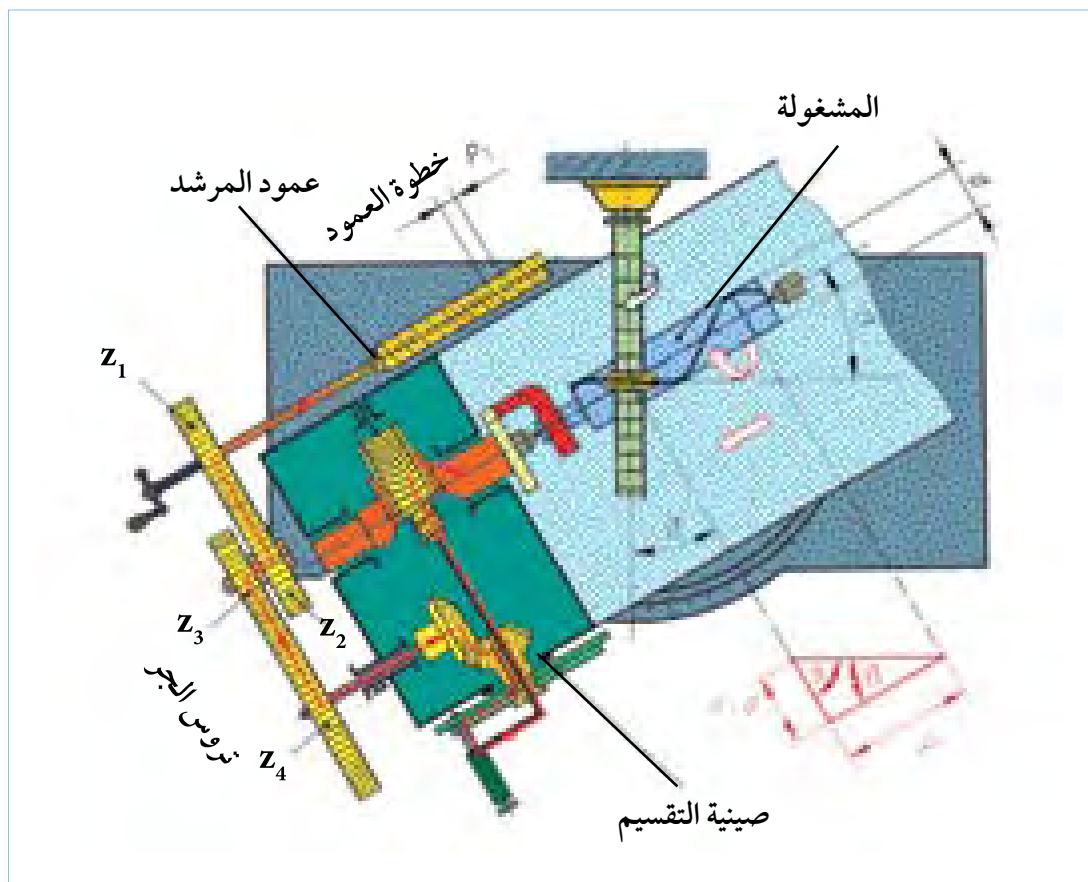 المشغولة
خطوة العمود
عمود المرشد
z₁
z₃
z₂
تروس الجر
z₄
صينية التقسيم